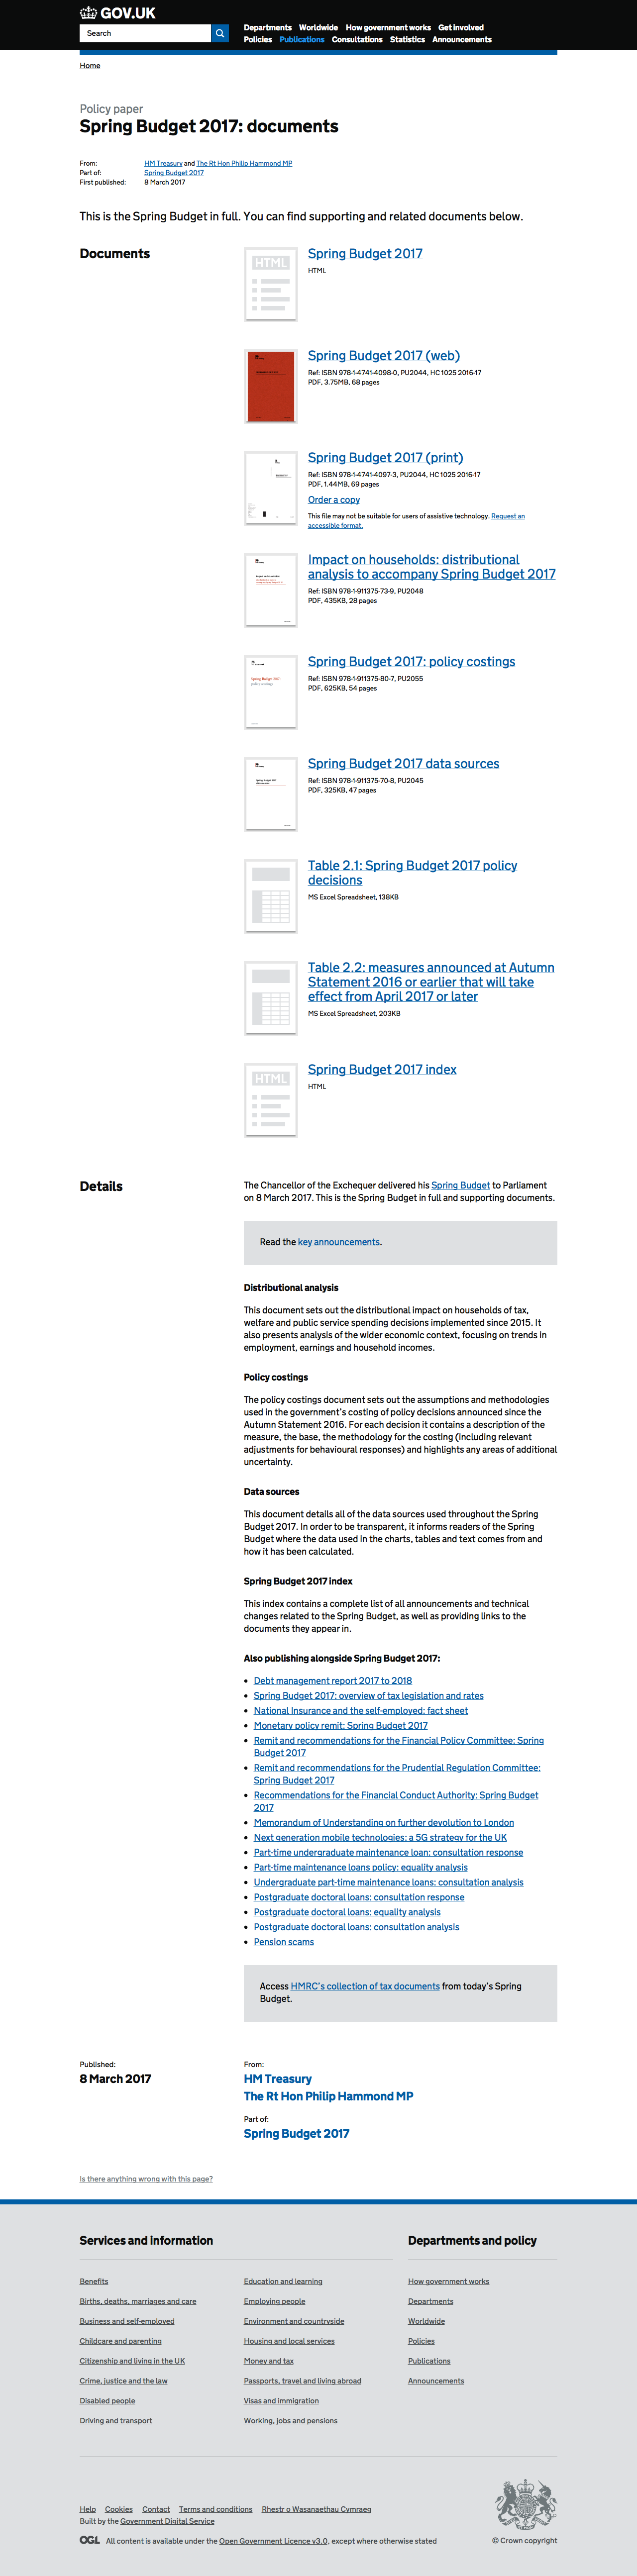 GOV.UK
Search
Departments Worldwide How government works Get involved
Policies Publications Consultations Statistics Announcements
Home
Policy paper
Spring Budget 2017: documents
From: HM Treasury and The Rt Hon Philip Hammond MP
Part of: Spring Budget 2017
First published: 8 March 2017
This is the Spring Budget in full. You can find supporting and related documents below.
Documents
HTML
Spring Budget 2017
HTML
Spring Budget 2017 (web)
Ref: ISBN 978-1-4741-4098-0, PU2044, HC 1025 2016-17
PDF, 3.75MB, 68 pages
Spring Budget 2017 (print)
Ref: ISBN 978-1-4741-4097-3, PU2044, HC 1025 2016-17
PDF, 1.44MB, 69 pages
Order a copy
This file may not be suitable for users of assistive technology. Request an
accessible format.
Impact on households: distributional
analysis to accompany Spring Budget 2017
Ref: ISBN 978-1-911375-73-9, PU2048
PDF, 435KB, 28 pages
Spring Budget 2017:
policy costings
Spring Budget 2017: policy costings
Ref: ISBN 978-1-911375-80-7, PU2055
PDF, 625KB, 54 pages
Spring Budget 2017 data sources
Ref: ISBN 978-1-911375-70-8, PU2045
PDF, 325KB, 47 pages
Table 2.1: Spring Budget 2017 policy
decisions
MS Excel Spreadsheet, 138KB
Table 2.2: measures announced at Autumn
Statement 2016 or earlier that will take
effect from April 2017 or later
MS Excel Spreadsheet, 203KB
HTML
Spring Budget 2017 index
HTML
Details
The Chancellor of the Exchequer delivered his Spring Budget to Parliament
on 8 March 2017. This is the Spring Budget in full and supporting documents.
Read the key announcements.
Distributional analysis
This document sets out the distributional impact on households of tax,
welfare and public service spending decisions implemented since 2015. It
also presents analysis of the wider economic context, focusing on trends in
employment, earnings and household incomes.
Policy costings
The policy costings document sets out the assumptions and methodologies
used in the government's costing of policy decisions announced since the
Autumn Statement 2016. For each decision it contains a description of the
measure, the base, the methodology for the costing (including relevant
adjustments for behavioural responses) and highlights any areas of additional
uncertainty.
Data sources
This document details all of the data sources used throughout the Spring
Budget 2017. In order to be transparent, it informs readers of the Spring
Budget where the data used in the charts, tables and text comes from and
how it has been calculated.
Spring Budget 2017 index
This index contains a complete list of all announcements and technical
changes related to the Spring Budget, as well as providing links to the
documents they appear in.
Also publishing alongside Spring Budget 2017:
Debt management report 2017 to 2018
Spring Budget 2017: overview of tax legislation and rates
National Insurance and the self-employed: fact sheet
Monetary policy remit: Spring Budget 2017
Remit and recommendations for the Financial Policy Committee: Spring
Budget 2017
Remit and recommendations for the Prudential Regulation Committee:
Spring Budget 2017
Recommendations for the Financial Conduct Authority: Spring Budget
2017
Memorandum of Understanding on further devolution to London
Next generation mobile technologies: a 5G strategy for the UK
Part-time undergraduate maintenance loan: consultation response
Part-time maintenance loans policy: equality analysis
Undergraduate part-time maintenance loans: consultation analysis
Postgraduate doctoral loans: consultation response
Postgraduate doctoral loans: equality analysis
Postgraduate doctoral loans: consultation analysis
Pension scams
Access HMRC's collection of tax documents from today's Spring
Budget.
Published:
8 March 2017
From:
HM Treasury
The Rt Hon Philip Hammond MP
Part of:
Spring Budget 2017
Is there anything wrong with this page?
Services and information
Benefits
Births, deaths, marriages and care
Business and self-employed
Childcare and parenting
Citizenship and living in the UK
Crime, justice and the law
Disabled people
Driving and transport
Education and learning
Employing people
Environment and countryside
Housing and local services
Money and tax
Passports, travel and living abroad
Visas and immigration
Working, jobs and pensions
Departments and policy
How government works
Departments
Worldwide
Policies
Publications
Announcements
Help Cookies Contact Terms and conditions Rhestr o Wasanaethau Cymraeg
Built by the Government Digital Service
OGL All content is available under the Open Government Licence v3.0, except where otherwise stated
© Crown copyright